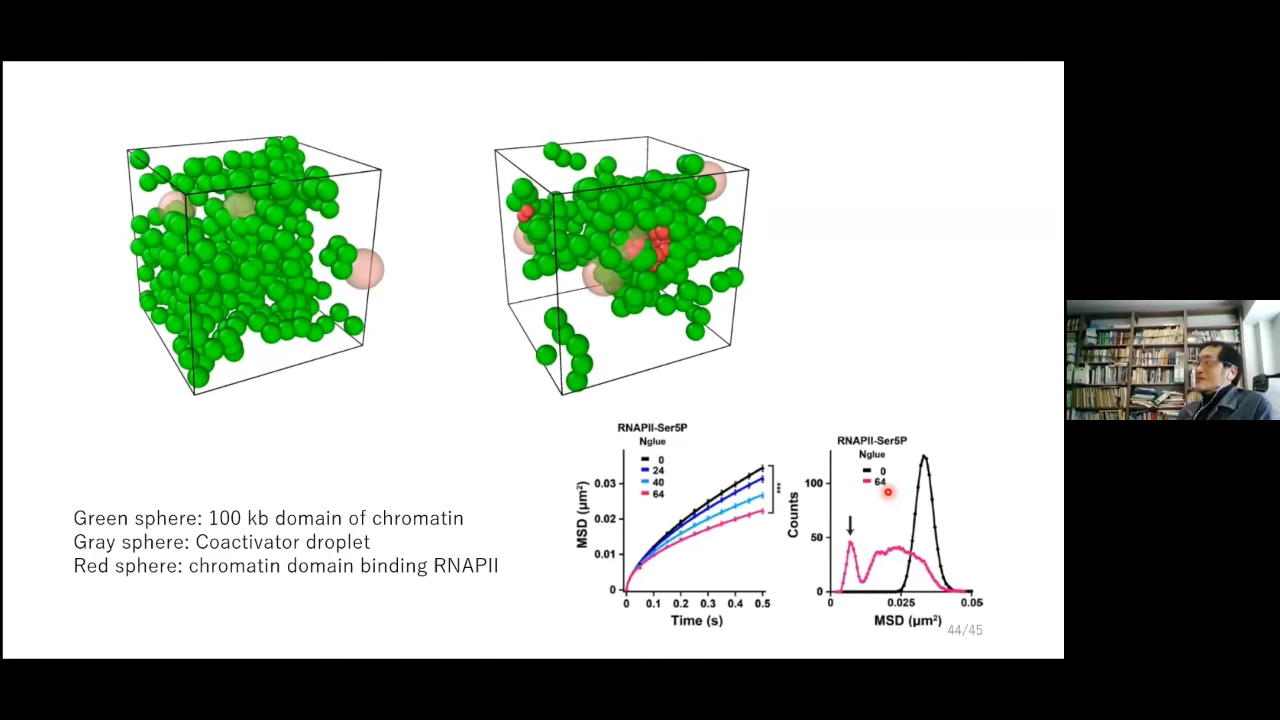 RNAPII-Ser5P
Nglue
0
24
40
64
***
MSD (μm²)
0.03
0.02
0.01
0
0 0.1 0.2 0.3 0.4 0.5
Time (s)
RNAPII-Ser5P
Nglue
0
64
Counts
100
50
0
0 0.025 0.05
MSD (μm²)
Green sphere: 100 kb domain of chromatin
Gray sphere: Coactivator droplet
Red sphere: chromatin domain binding RNAPII
44/45